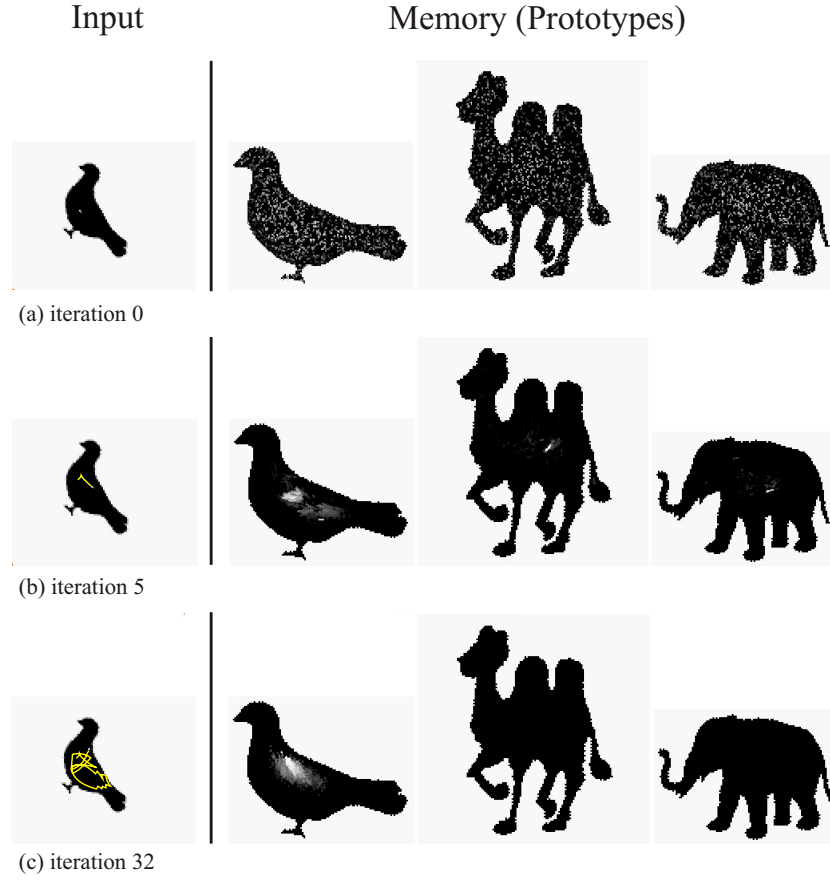 Input
Memory (Prototypes)
(a) iteration 0
(b) iteration 5
(c) iteration 32